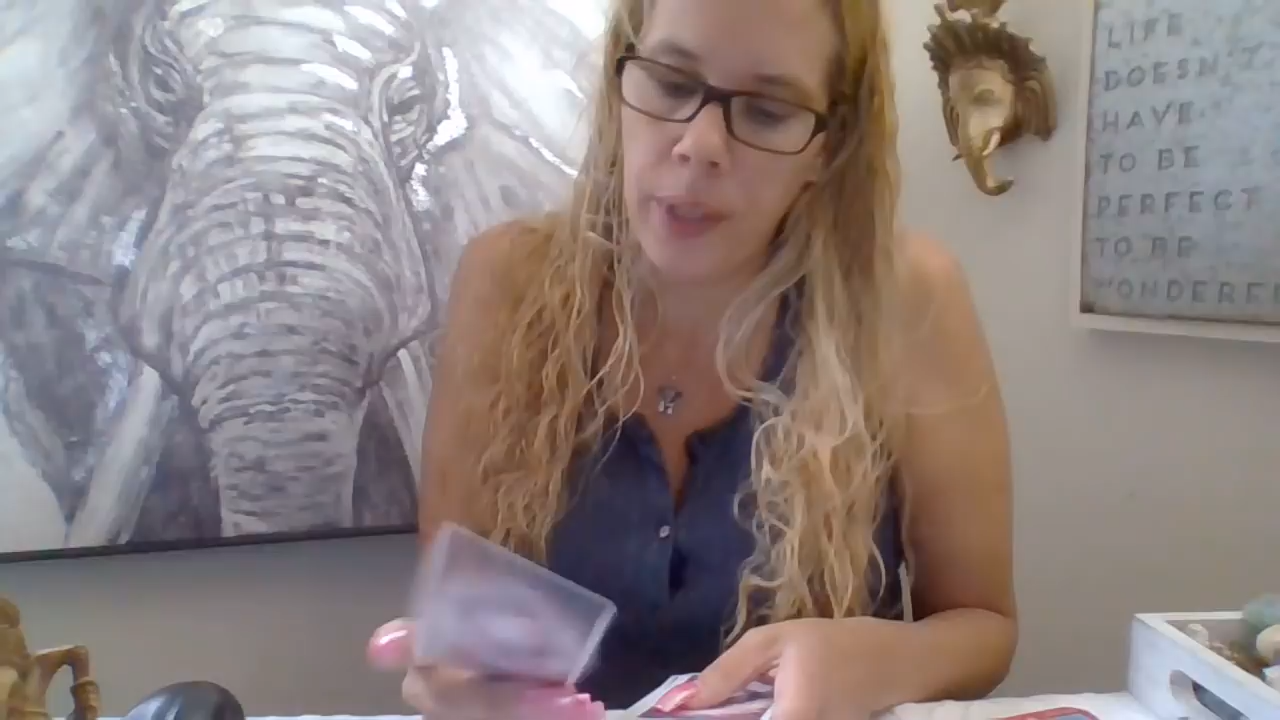 LIFE
DOESN'T
HAVE
TO BE
PERFECT
TO BE
WONDERF